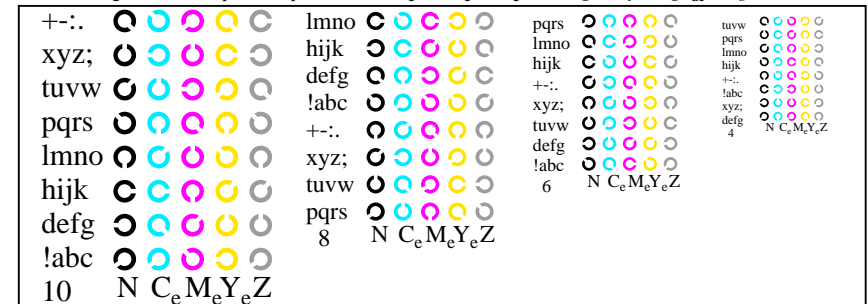 +-:.
xyz;
tuvw
pqrs
lmno
hijk
defg
!abc
10 N CeMeYeZ
lmno
hijk
defg
!abc
+-:.
xyz;
tuvw
pqrs
8 N CeMeYeZ
pqrs
lmno
hijk
+-:.
xyz;
tuvw
defg
!abc
6 N CeMeYeZ
tuvw
pqrs
lmno
hijk
+-:.
!abc
xyz;
defg
4 N CeMeYeZ